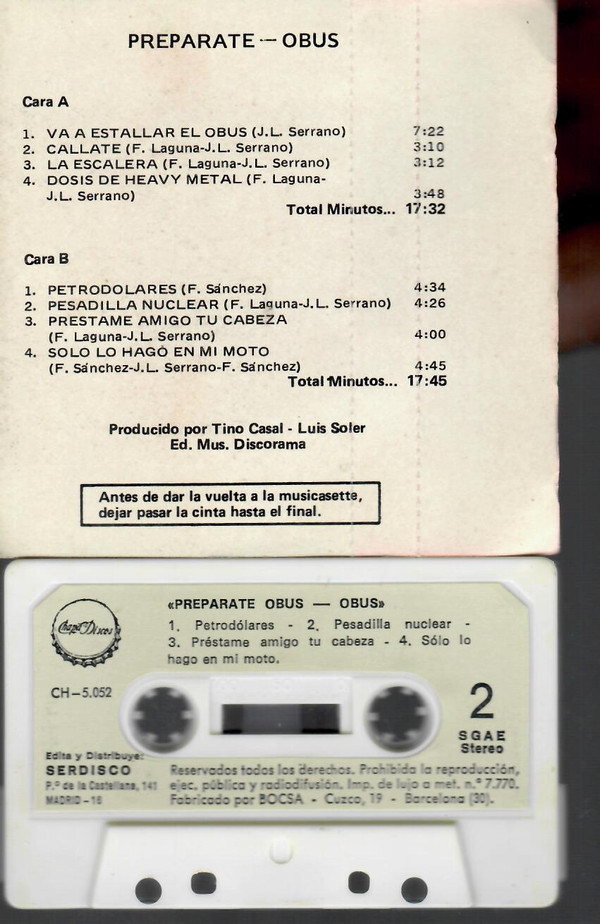 PREPARATE — OBUS
Cara A
1. VA A ESTALLAR EL OBUS (J.L. Serrano) 7:22
2. CALLATE (F. Laguna-J.L. Serrano) 3:10
3. LA ESCALERA (F. Laguna-J.L. Serrano) 3:12
4. DOSIS DE HEAVY METAL (F. Laguna-
J.L. Serrano) 3:48
Total Minutos... 17:32
Cara B
1. PETRODOLARES (F. Sánchez) 4:34
2. PESADILLA NUCLEAR (F. Laguna-J.L. Serrano) 4:26
3. PRESTAME AMIGO TU CABEZA
(F. Laguna-J.L. Serrano) 4:00
4. SOLO LO HAGO EN MI MOTO
(F. Sánchez-J.L. Serrano-F. Sánchez) 4:45
Total Minutos... 17:45
Producido por Tino Casal - Luis Soler
Ed. Mus. Discorama
Antes de dar la vuelta a la musicasette,
dejar pasar la cinta hasta el final.
«PREPARATE OBUS — OBUS»
Chapa Discos
1. Petrodólares - 2. Pesadilla nuclear -
3. Préstame amigo tu cabeza - 4. Sólo lo
hago en mi moto.
CH-5.052
2
SGAE
Stereo
Edita y Distribuye:
SERDISCO
P.º de la Castellana, 141
MADRID-16
Reservados todos los derechos. Prohibida la reproducción,
ejec. pública y radiodifusión. Imp. de lujo a met. n.º 7.770.
Fabricado por BOCSA - Cuzco, 19 - Barcelona (30).